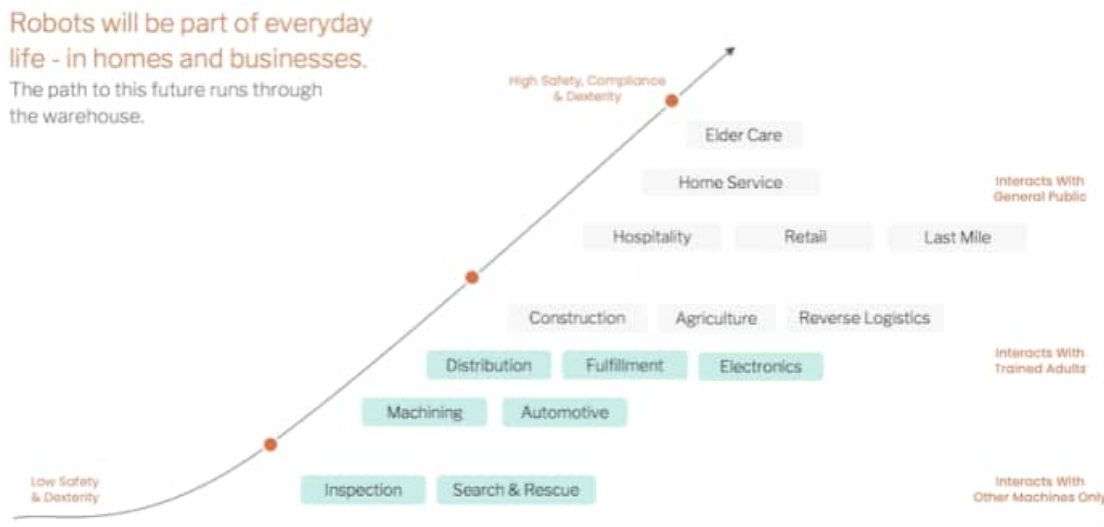 Robots will be part of everyday
life - in homes and businesses.
The path to this future runs through
the warehouse.
High Safety, Compliance
& Dexterity
Elder Care
Home Service
Interacts With
General Public
Hospitality
Retail
Last Mile
Construction
Agriculture
Reverse Logistics
Distribution
Fulfillment
Electronics
Interacts With
Trained Adults
Machining
Automotive
Low Safety
& Dexterity
Inspection
Search & Rescue
Interacts With
Other Machines Only